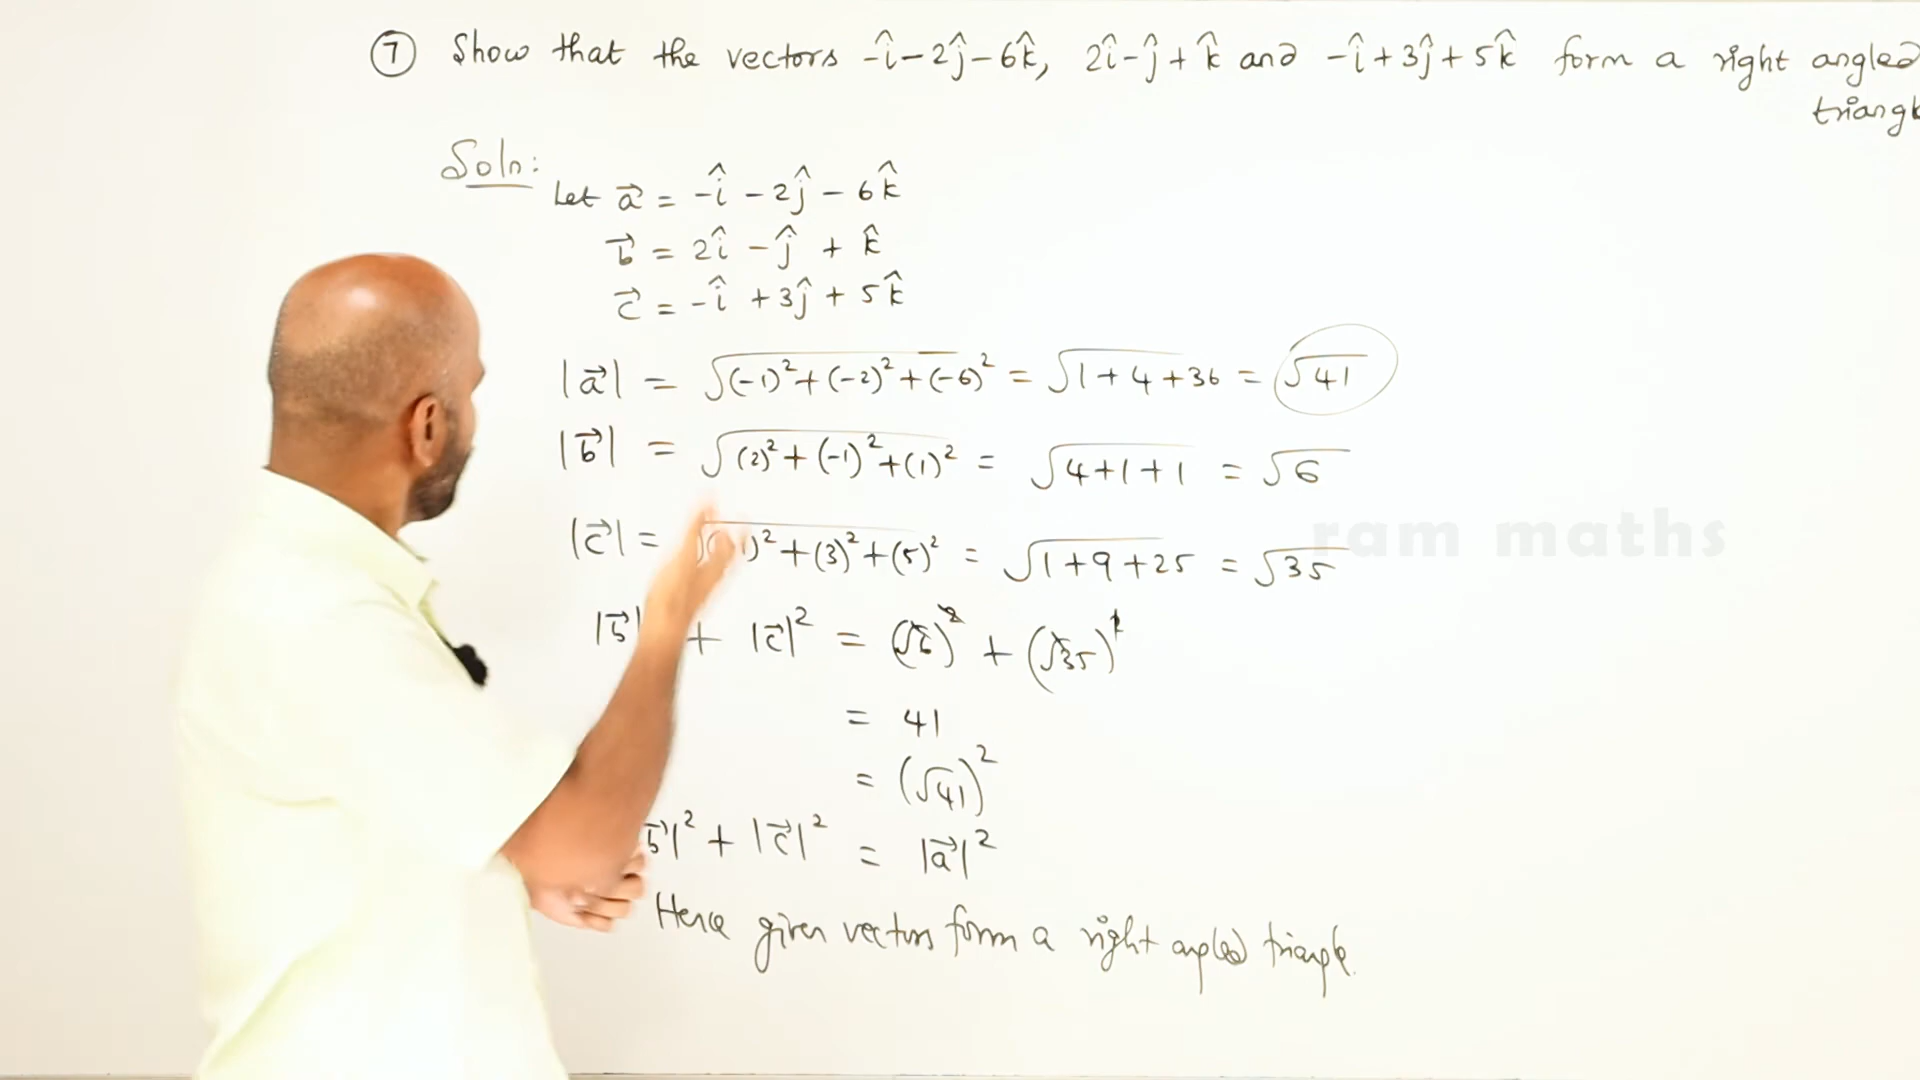 ⑦ Show that the vectors -î-2ĵ-6k̂, 2î-ĵ+k̂ and -î+3ĵ+5k̂ form a right angled
Soln:
Let a⃗ = -î - 2ĵ - 6k̂
b⃗ = 2î - ĵ + k̂
c⃗ = -î + 3ĵ + 5k̂
|a⃗| = √(-1)²+(-2)²+(-6)² = √1+4+36 = √41
|b⃗| = √(2)²+(-1)²+(1)² = √4+1+1 = √6
|c⃗| = )²+(3)²+(5)² = √1+9+25 = √35
ram maths
|b⃗| + |c⃗|² = (√6)² + (√35)²
= 41
= (√41)²
b⃗|² + |c⃗|² = |a⃗|²
Hence given vectors form a right angled triangle.